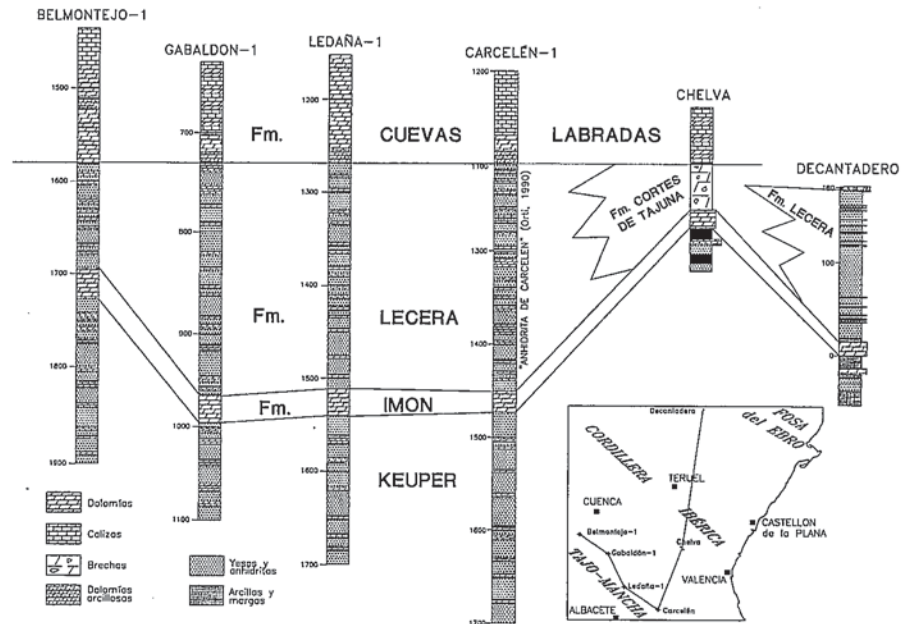 BELMONTEJO-1
GABALDON-1
LEDAÑA-1
CARCELÉN-1
CHELVA
DECANTADERO
1500
1600
1700
1800
1900
700
800
900
1000
1100
1200
1300
1400
1500
1600
1700
1200
1100
1300
1400
1500
1600
1700
160
100
0
Fm. CUEVAS LABRADAS
Fm. LECERA
Fm. IMON
KEUPER
"ANHIDRITA DE CARCELEN" (Ortí, 1990)
Fm. CORTES
DE TAJUNA
Fm. LECERA
Dolomías
Calizas
Brechas
Dolomías
arcillosas
Yesos y
anhidritas
Arcillas y
margas
Decantadero
FOSA
del EBRO
CORDILLERA
IBÉRICA
TERUEL
CUENCA
CASTELLON
de la PLANA
Belmontejo-1
Gabaldón-1
Chelva
Ledaña-1
VALENCIA
TAJO-MANCHA
Carcelén
ALBACETE